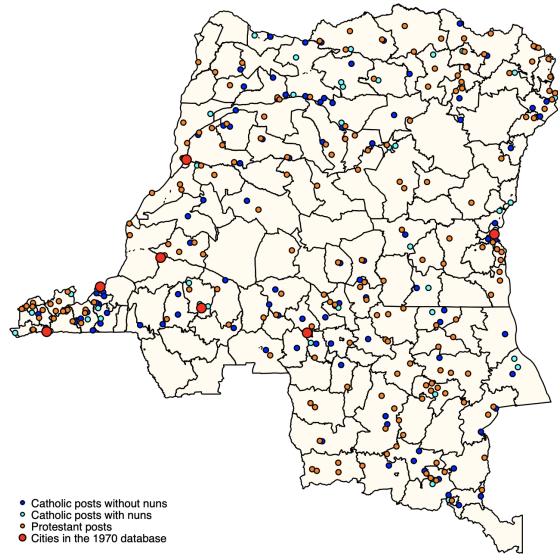 Catholic posts without nuns
Catholic posts with nuns
Protestant posts
Cities in the 1970 database